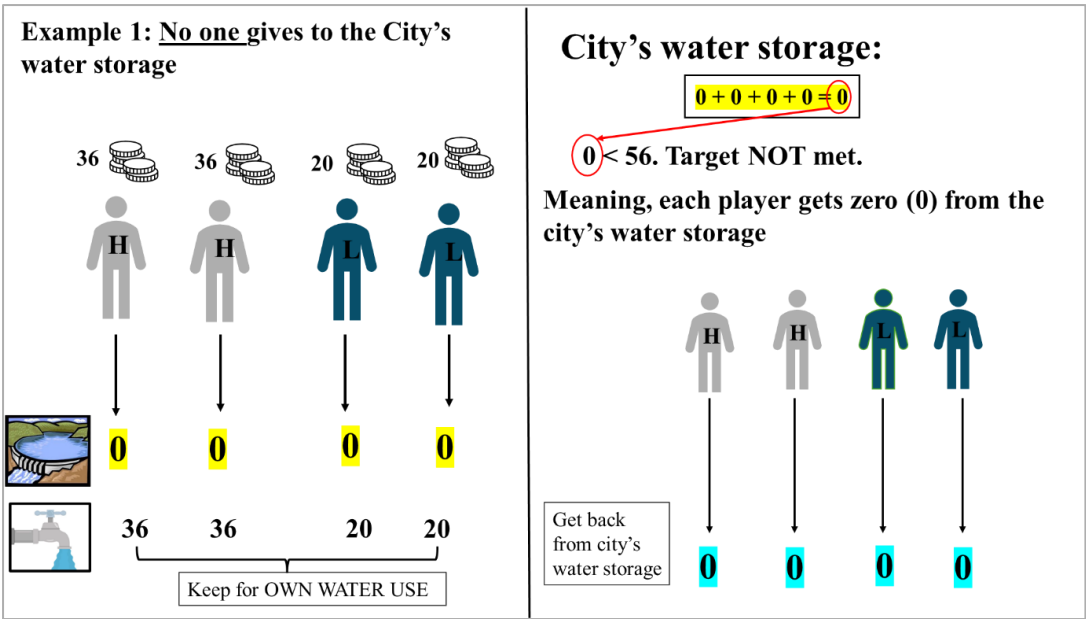 Example 1: No one gives to the City's
water storage
36 36 20 20
H H L L
0 0 0 0
36 36 20 20
Keep for OWN WATER USE
City's water storage:
0 + 0 + 0 + 0 = 0
0 < 56. Target NOT met.
Meaning, each player gets zero (0) from the
city's water storage
H H L L
Get back
from city's
water storage
0 0 0 0